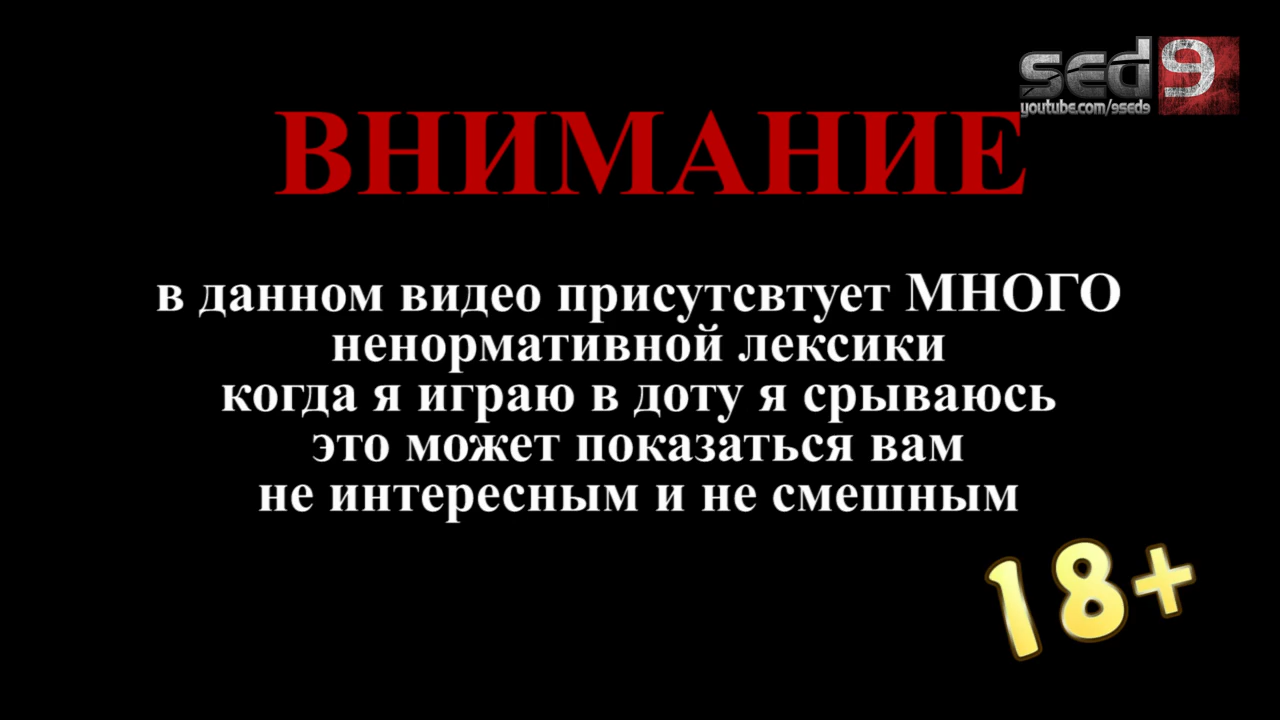 sed9
youtube.com/9sed9
ВНИМАНИЕ
в данном видео присутсвтует МНОГО
ненормативной лексики
когда я играю в доту я срываюсь
это может показаться вам
не интересным и не смешным
18+